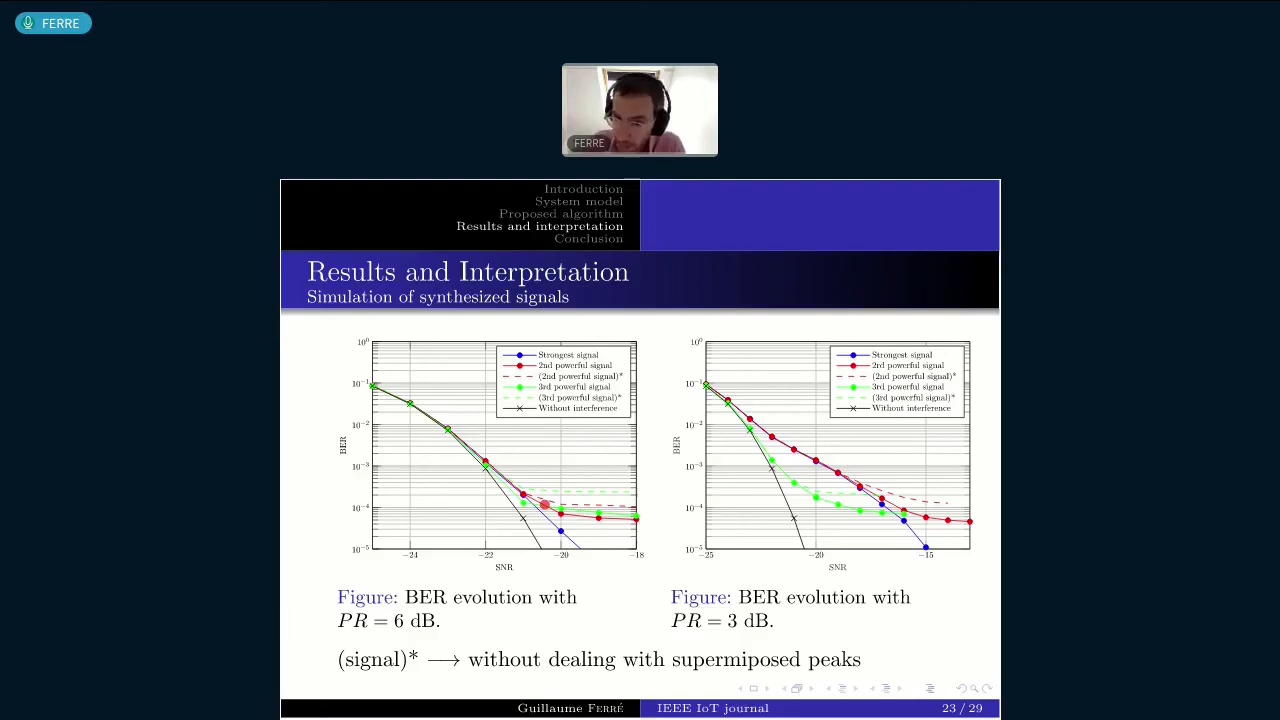 FERRE
FERRE
Introduction
System model
Proposed algorithm
Results and interpretation
Conclusion
Results and Interpretation
Simulation of synthesized signals
10^0
10^-1
10^-2
10^-3
10^-4
10^-5
BER
−24
−22
−20
−18
SNR
Strongest signal
2nd powerful signal
(2nd powerful signal)*
3rd powerful signal
(3rd powerful signal)*
Without interference
Figure: BER evolution with
PR = 6 dB.
10^0
10^-1
10^-2
10^-3
10^-4
10^-5
BER
−25
−20
−15
SNR
Strongest signal
2rd powerful signal
(2nd powerful signal)*
3rd powerful signal
(3rd powerful signal)*
Without interference
Figure: BER evolution with
PR = 3 dB.
(signal)* ⟶ without dealing with supermiposed peaks
Guillaume FERRÉ
IEEE IoT journal
23 / 29